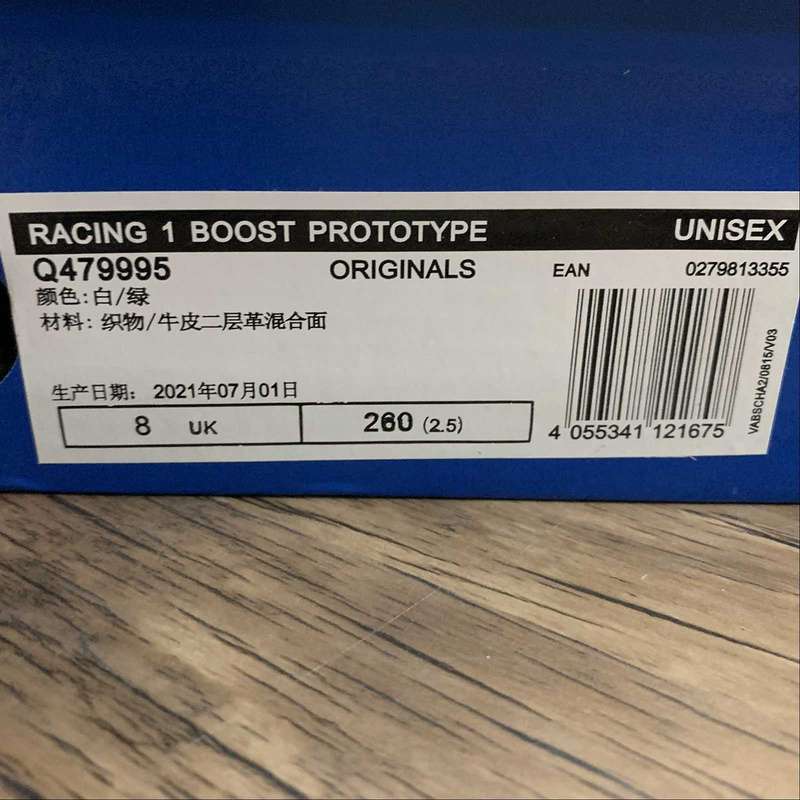 RACING 1 BOOST PROTOTYPE UNISEX
Q479995 ORIGINALS EAN 0279813355
颜色:白/绿
材料: 织物/牛皮二层革混合面
生产日期: 2021年07月01日
8 UK 260 (2.5)
4 055341 121675
VABSCHA2/0815/V03